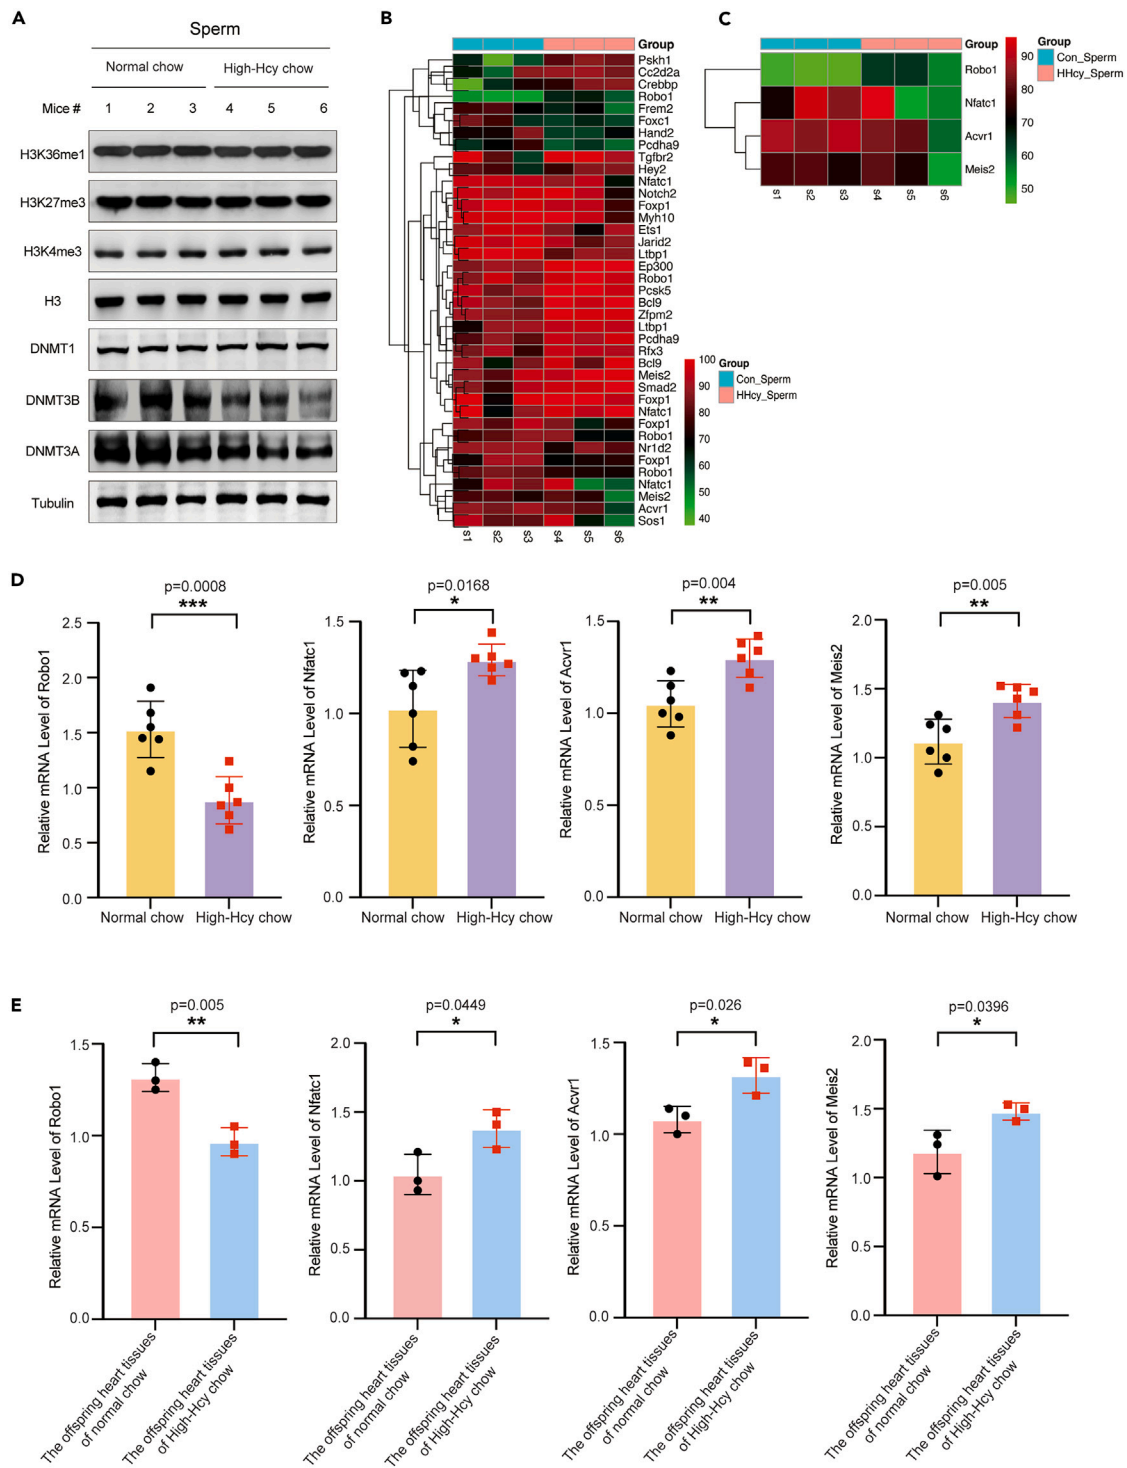 A
Sperm
Normal chow
High-Hcy chow
Mice #
1 2 3 4 5 6
H3K36me1
H3K27me3
H3K4me3
H3
DNMT1
DNMT3B
DNMT3A
Tubulin
B
Group
Pskh1
Cc2d2a
Crebbp
Robo1
Frem2
Foxc1
Hand2
Pcdha9
Tgfbr2
Hey2
Nfatc1
Notch2
Foxp1
Myh10
Ets1
Jarid2
Ltbp1
Ep300
Robo1
Pcsk5
Bcl9
Zfpm2
Ltbp1
Pcdha9
Rfx3
Bcl9
Meis2
Smad2
Foxp1
Nfatc1
Foxp1
Robo1
Nr1d2
Foxp1
Robo1
Nfatc1
Meis2
Acvr1
Sos1
s1 s2 s3 s4 s5 s6
100
90
80
70
60
50
40
Group
Con_Sperm
HHcy_Sperm
C
Group
Robo1
Nfatc1
Acvr1
Meis2
s1 s2 s3 s4 s5 s6
90
80
70
60
50
Group
Con_Sperm
HHcy_Sperm
D
p=0.0008
***
Relative mRNA Level of Robo1
2.5
2.0
1.5
1.0
0.5
0.0
Normal chow High-Hcy chow
p=0.0168
*
Relative mRNA Level of Nfatc1
1.5
1.0
0.5
0.0
Normal chow High-Hcy chow
p=0.004
**
Relative mRNA Level of Acvr1
1.5
1.0
0.5
0.0
Normal chow High-Hcy chow
p=0.005
**
Relative mRNA Level of Meis2
2.0
1.5
1.0
0.5
0.0
Normal chow High-Hcy chow
E
p=0.005
**
Relative mRNA Level of Robo1
1.5
1.0
0.5
0.0
The offspring heart tissues
of normal chow
The offspring heart tissues
of High-Hcy chow
p=0.0449
*
Relative mRNA Level of Nfatc1
2.0
1.5
1.0
0.5
0.0
The offspring heart tissues
of normal chow
The offspring heart tissues
of High-Hcy chow
p=0.026
*
Relative mRNA Level of Acvr1
1.5
1.0
0.5
0.0
The offspring heart tissues
of normal chow
The offspring heart tissues
of High-Hcy chow
p=0.0396
*
Relative mRNA Level of Meis2
2.0
1.5
1.0
0.5
0.0
The offspring heart tissues
of normal chow
The offspring heart tissues
of High-Hcy chow